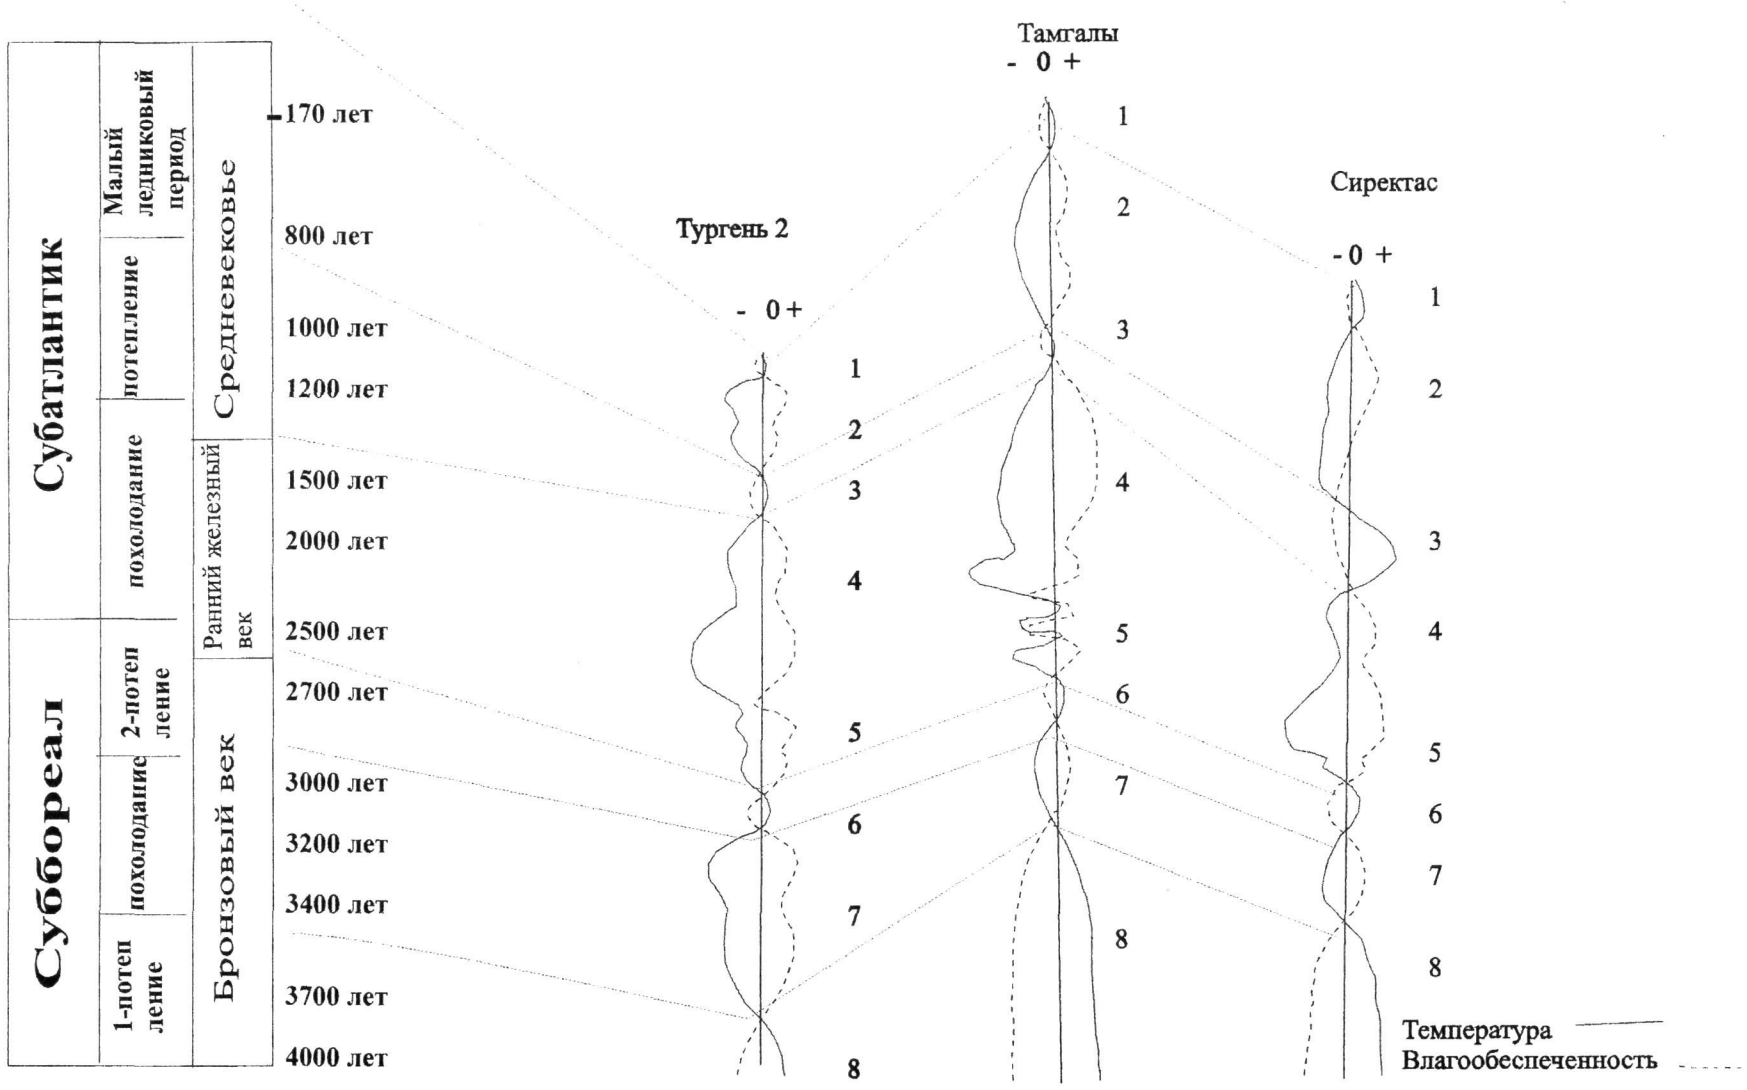 Субатлантик
Суббореал
Малый
ледниковый
период
потепление
похолодание
2-потеп
ление
похолодание
1-потеп
ление
Средневековье
Ранний железный
век
Бронзовый век
170 лет
800 лет
1000 лет
1200 лет
1500 лет
2000 лет
2500 лет
2700 лет
3000 лет
3200 лет
3400 лет
3700 лет
4000 лет
Тургень 2
- 0 +
1
2
3
4
5
6
7
8
Тамгалы
- 0 +
1
2
3
4
5
6
7
8
Сиректас
- 0 +
1
2
3
4
5
6
7
8
Температура
Влагообеспеченность